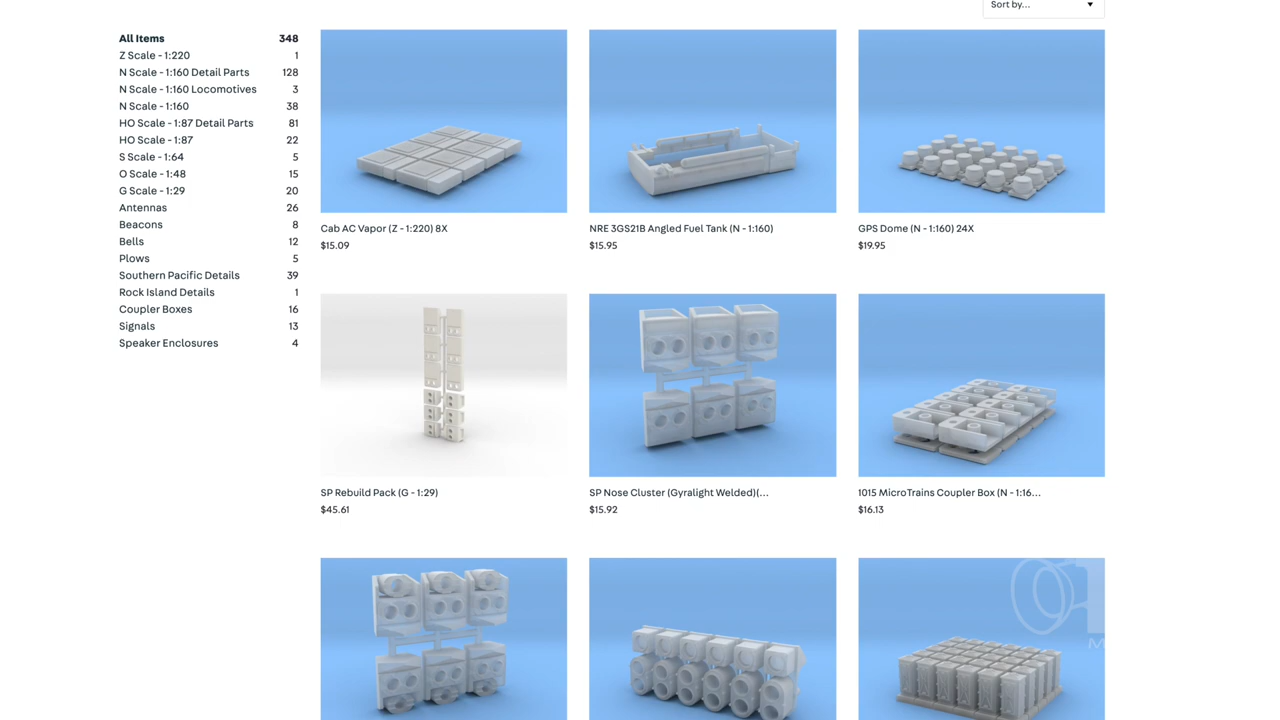 Sort by...
All Items 348
Z Scale - 1:220 1
N Scale - 1:160 Detail Parts 128
N Scale - 1:160 Locomotives 3
N Scale - 1:160 38
HO Scale - 1:87 Detail Parts 81
HO Scale - 1:87 22
S Scale - 1:64 5
O Scale - 1:48 15
G Scale - 1:29 20
Antennas 26
Beacons 8
Bells 12
Plows 5
Southern Pacific Details 39
Rock Island Details 1
Coupler Boxes 16
Signals 13
Speaker Enclosures 4
Cab AC Vapor (Z - 1:220) 8X
$15.09
NRE 3GS21B Angled Fuel Tank (N - 1:160)
$15.95
GPS Dome (N - 1:160) 24X
$19.95
SP Rebuild Pack (G - 1:29)
$45.61
SP Nose Cluster (Gyralight Welded)(...
$15.92
1015 MicroTrains Coupler Box (N - 1:16...
$16.13